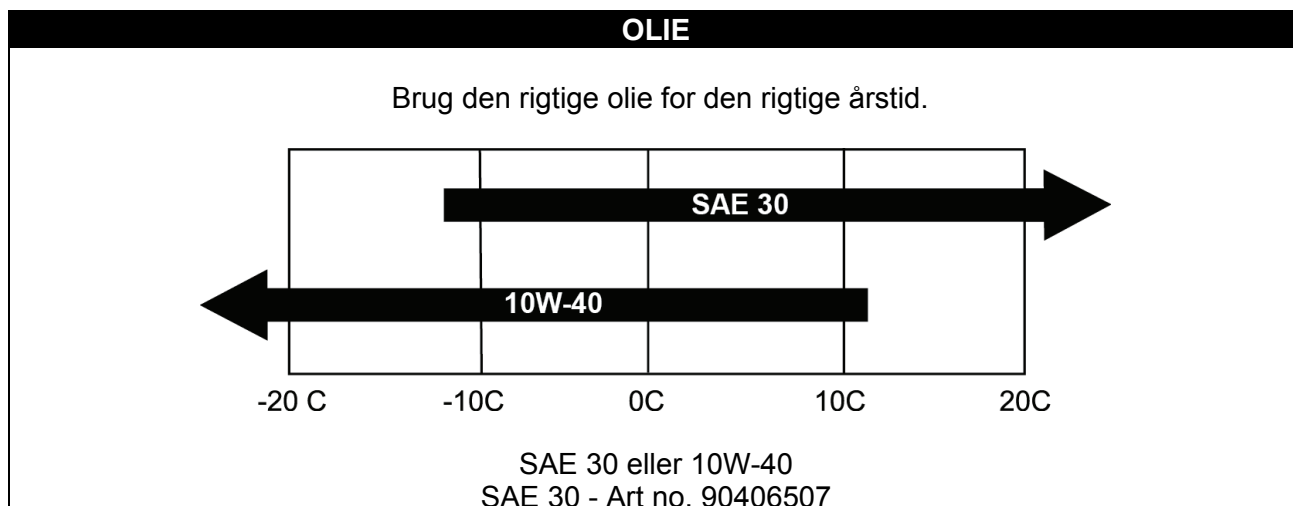 OLIE
Brug den rigtige olie for den rigtige årstid.
SAE 30
10W-40
-20 C -10C 0C 10C 20C
SAE 30 eller 10W-40
SAE 30 - Art no. 90406507